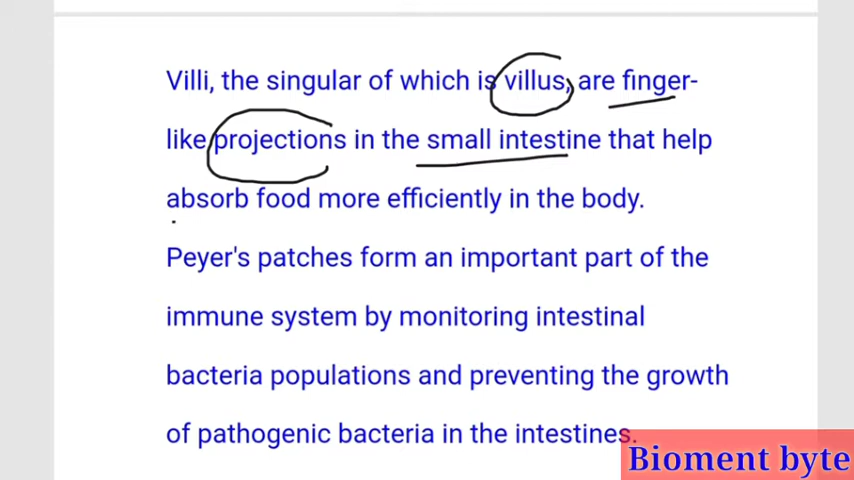 Villi, the singular of which is villus, are finger-
like projections in the small intestine that help
absorb food more efficiently in the body.
Peyer's patches form an important part of the
immune system by monitoring intestinal
bacteria populations and preventing the growth
of pathogenic bacteria in the intestines.
Bioment byte